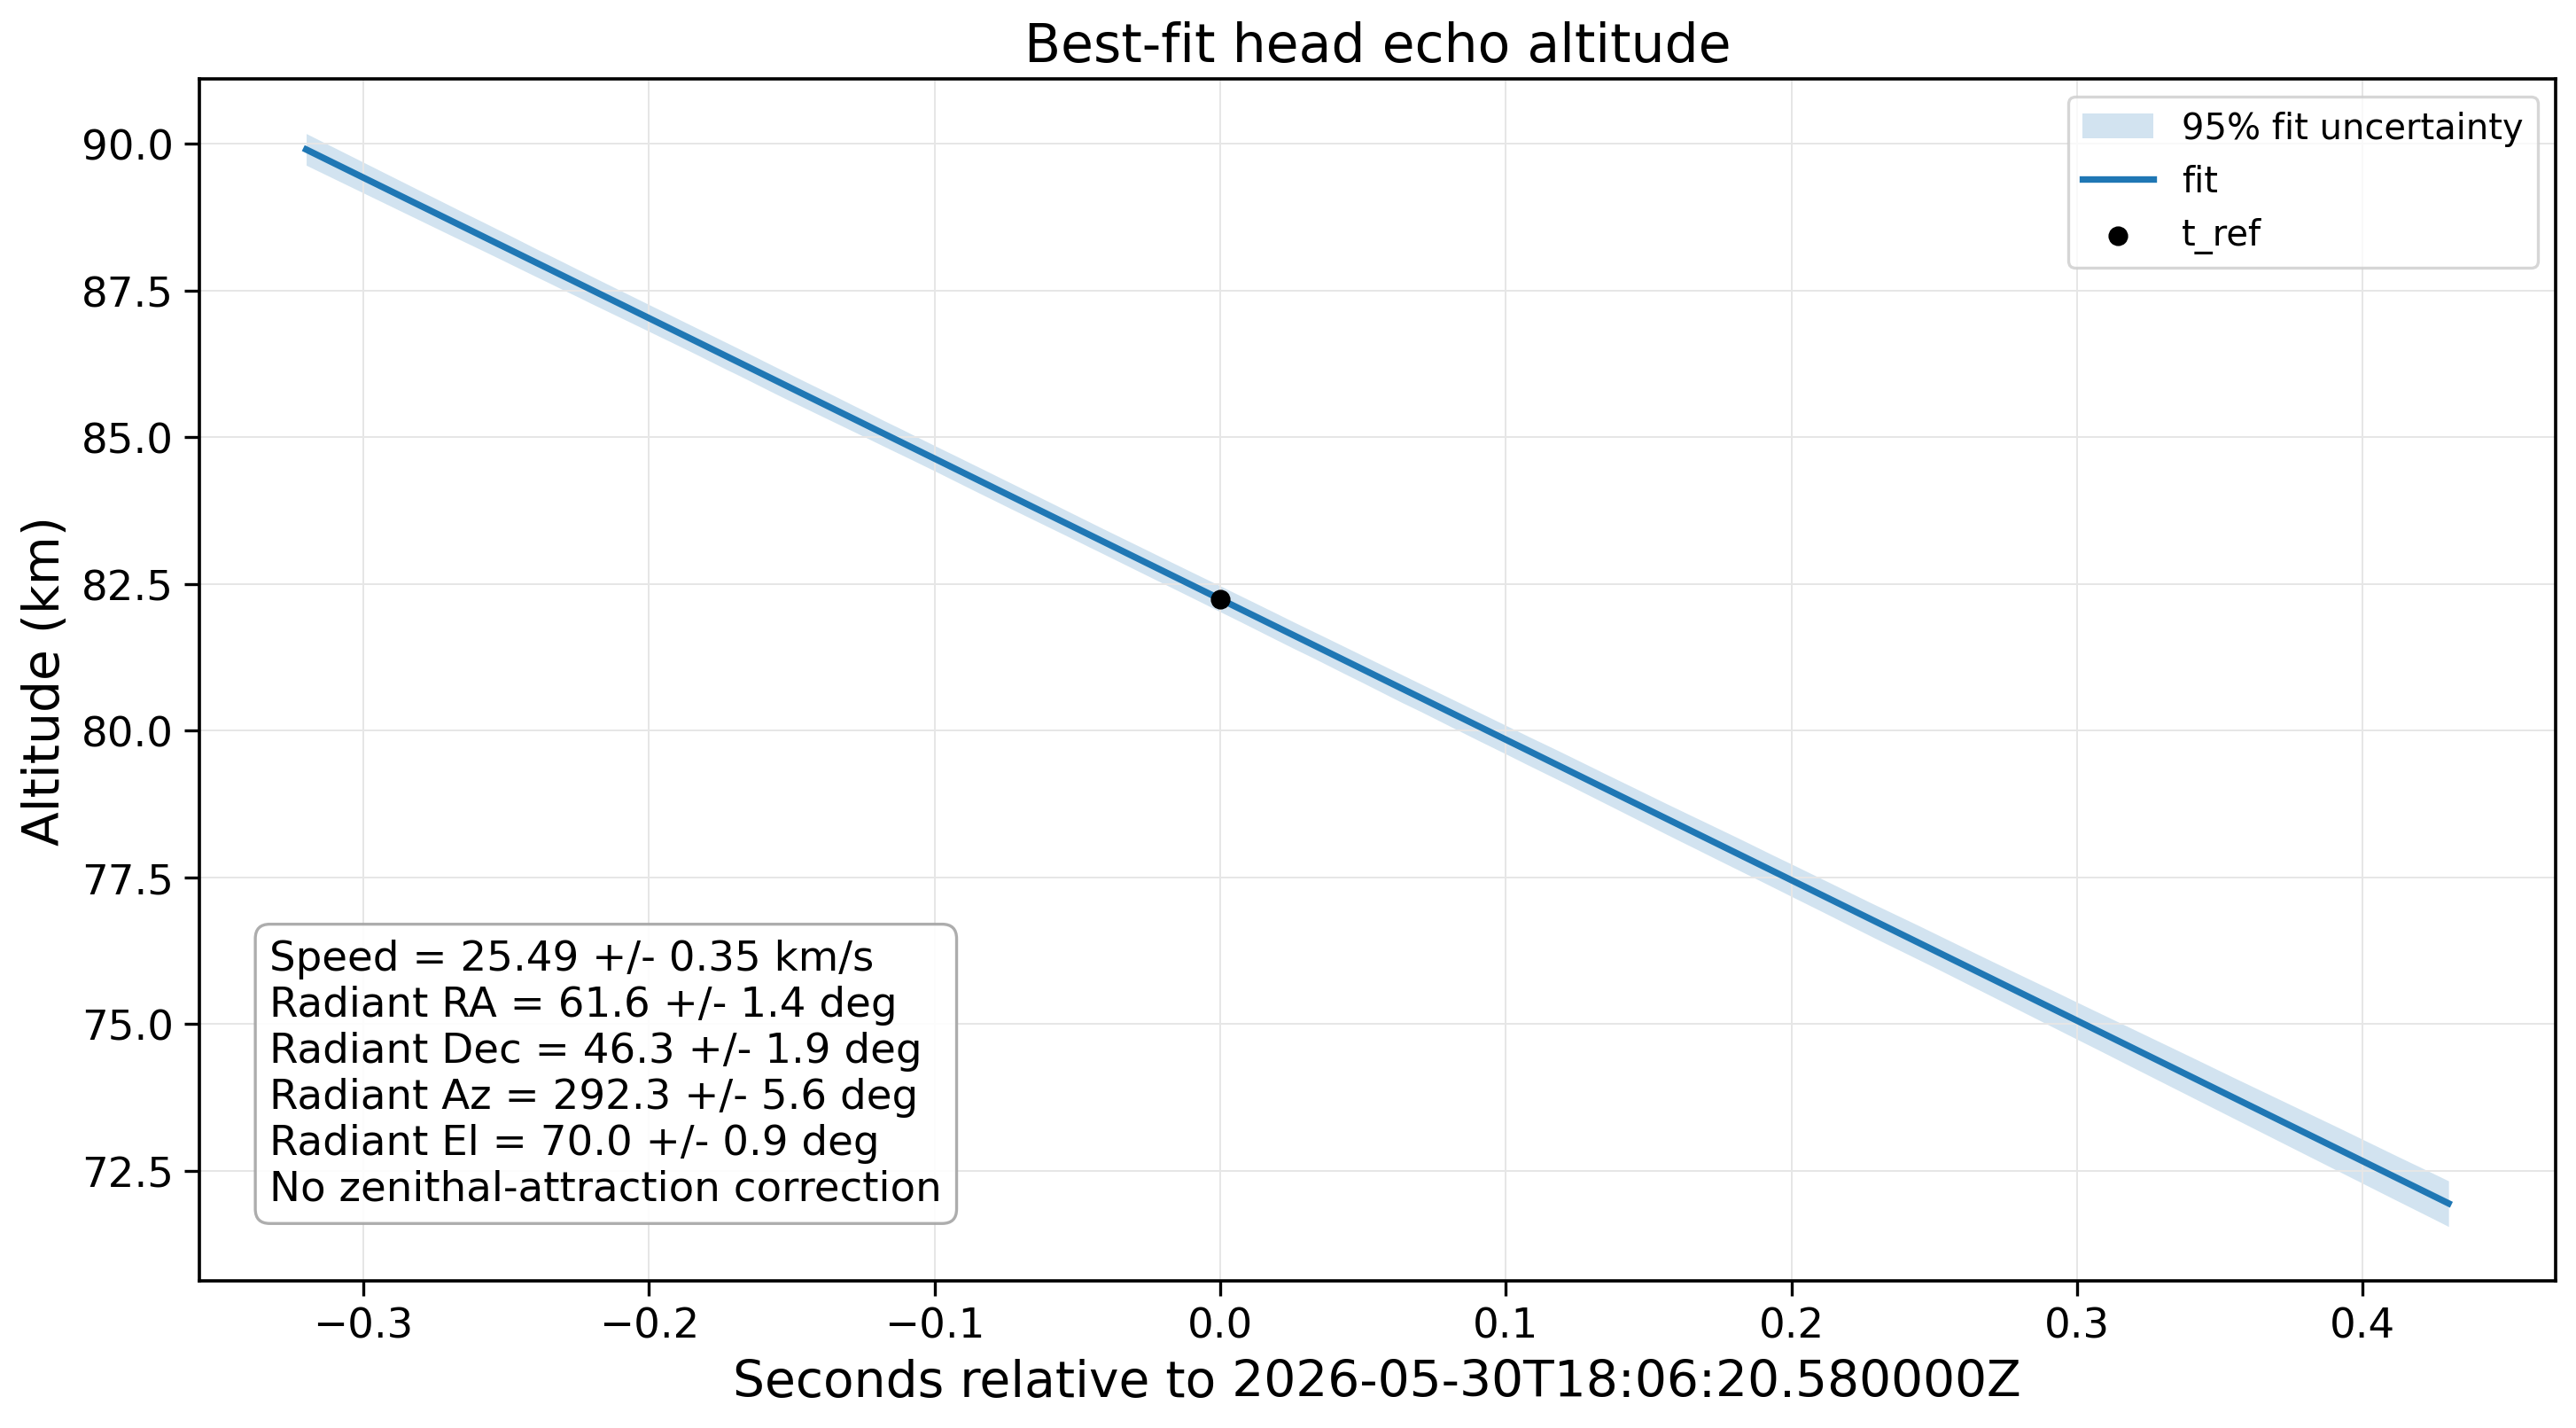 Best-fit head echo altitude
95% fit uncertainty
fit
t_ref
Altitude (km)
90.0
87.5
85.0
82.5
80.0
77.5
75.0
72.5
Speed = 25.49 +/- 0.35 km/s
Radiant RA = 61.6 +/- 1.4 deg
Radiant Dec = 46.3 +/- 1.9 deg
Radiant Az = 292.3 +/- 5.6 deg
Radiant El = 70.0 +/- 0.9 deg
No zenithal-attraction correction
−0.3 −0.2 −0.1 0.0 0.1 0.2 0.3 0.4
Seconds relative to 2026-05-30T18:06:20.580000Z